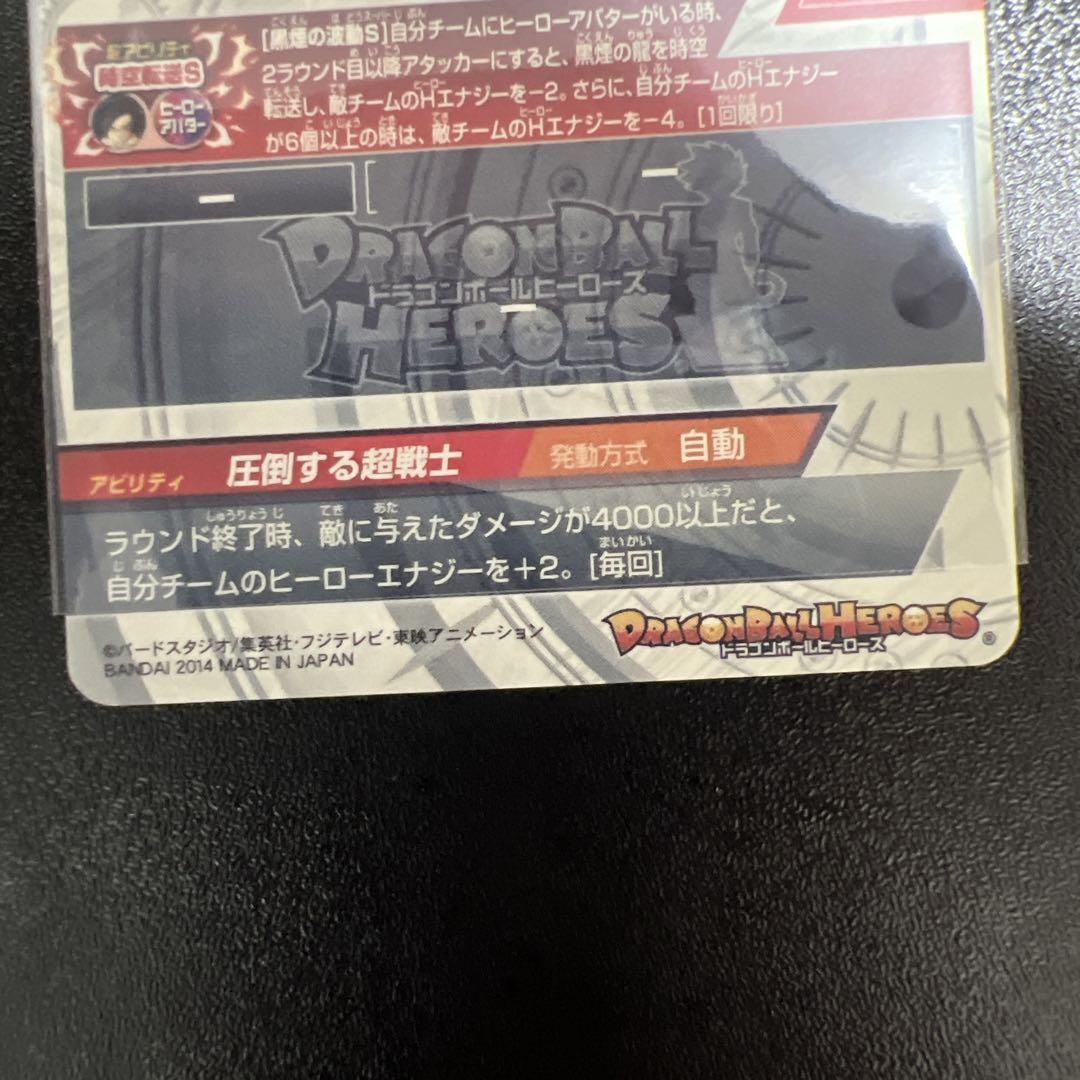 超アビリティ
時空転送S
ヒーロー
アバター
[黒煙の波動S]自分チームにヒーローアバターがいる時、
2ラウンド目以降アタッカーにすると、黒煙の龍を時空
転送し、敵チームのHエナジーを−2。さらに、自分チームのHエナジー
が6個以上の時は、敵チームのHエナジーを−4。[1回限り]
ー
[ ー
DRAGON BALL
ドラゴンボールヒーローズ
HEROES
ー
アビリティ 圧倒する超戦士 発動方式 自動
ラウンド終了時、敵に与えたダメージが4000以上だと、
自分チームのヒーローエナジーを+2。[毎回]
©バードスタジオ/集英社・フジテレビ・東映アニメーション
BANDAI 2014 MADE IN JAPAN
DRAGON BALL HEROES
ドラゴンボールヒーローズ
®